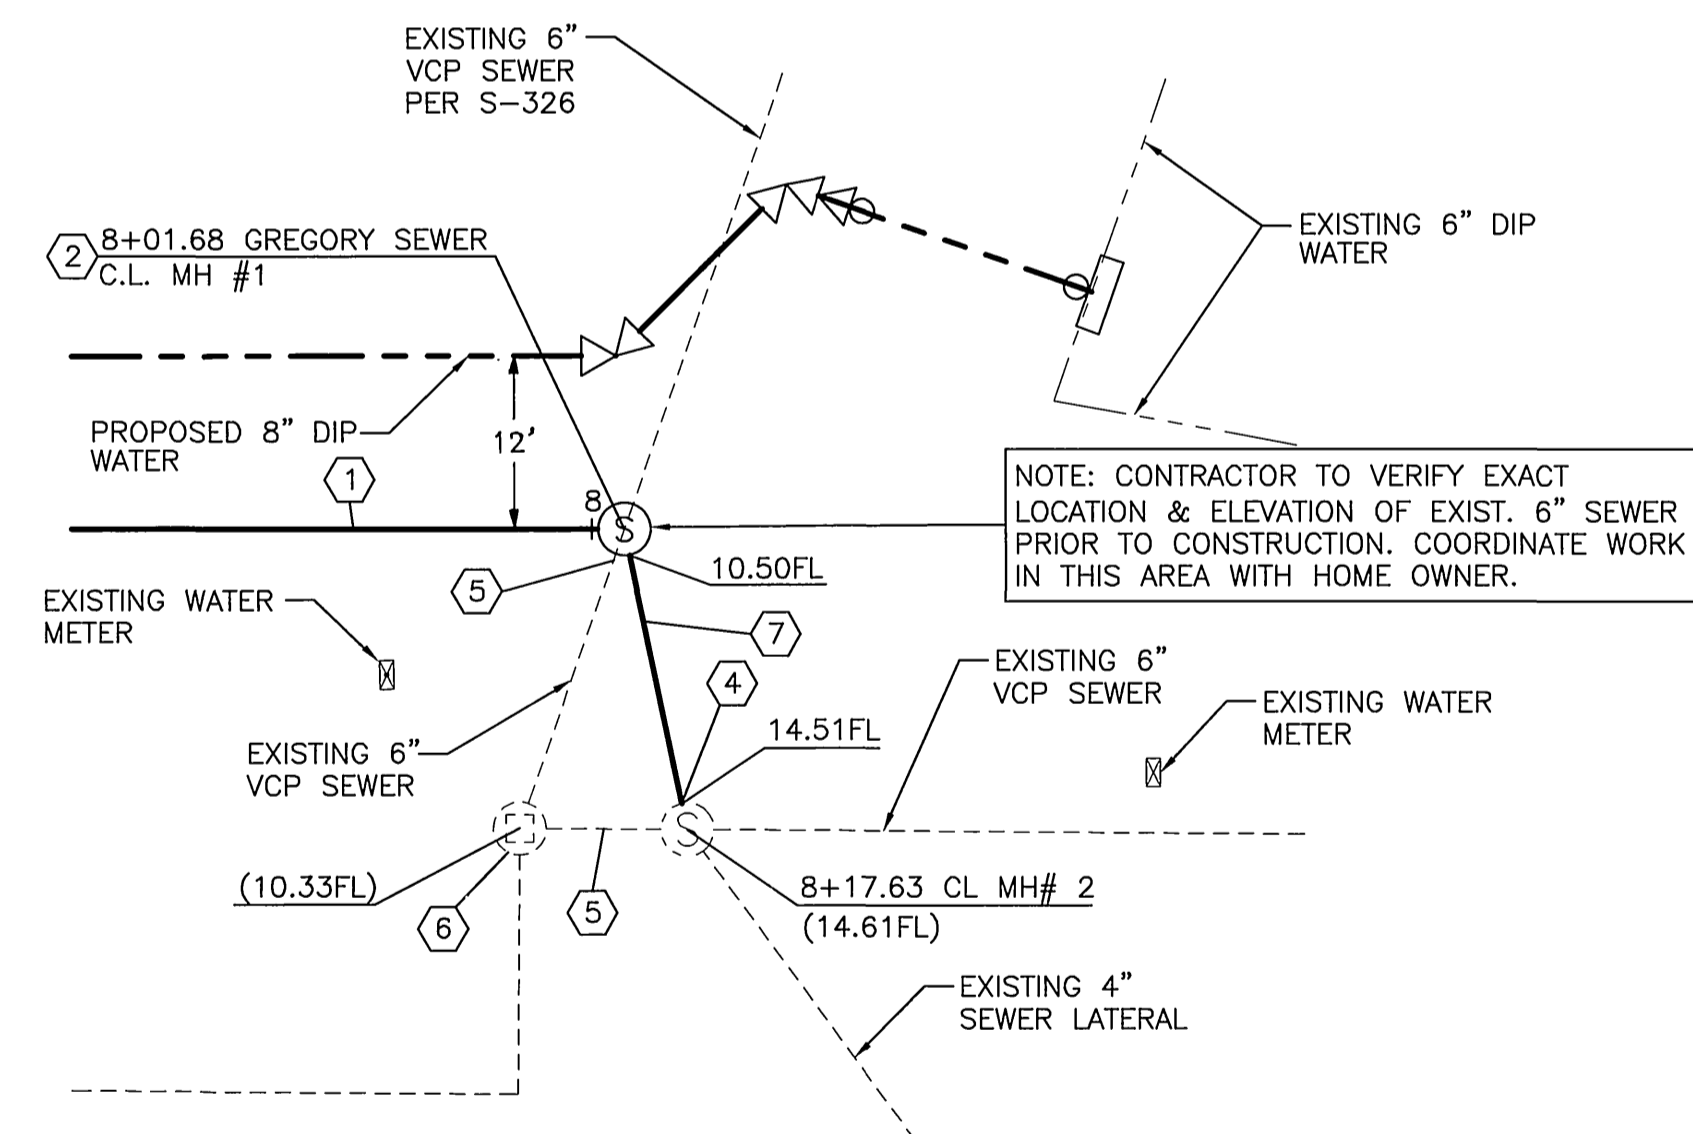 EXISTING 6”
VCP SEWER
PER S-326
2
8+01.68 GREGORY SEWER
C.L. MH #1
EXISTING 6” DIP
WATER
PROPOSED 8” DIP
WATER
12’
1
8
S
NOTE: CONTRACTOR TO VERIFY EXACT
LOCATION & ELEVATION OF EXIST. 6” SEWER
PRIOR TO CONSTRUCTION. COORDINATE WORK
IN THIS AREA WITH HOME OWNER.
10.50FL
5
EXISTING WATER
METER
7
4
EXISTING 6”
VCP SEWER
EXISTING WATER
METER
14.51FL
EXISTING 6”
VCP SEWER
S
(10.33FL)
6
5
8+17.63 CL MH# 2
(14.61FL)
EXISTING 4”
SEWER LATERAL